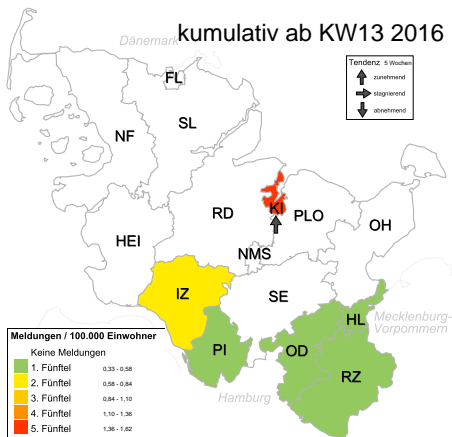 kumulativ ab KW13 2016
Dänemark
Tendenz 5 Wochen
zunehmend
stagnierend
abnehmend
FL
SL
NF
KI
RD
PLO
OH
HEI
NMS
IZ
SE
HL
Mecklenburg-
Vorpommern
PI
OD
RZ
Hamburg
Meldungen / 100.000 Einwohner
Keine Meldungen
1. Fünftel 0,33 - 0,58
2. Fünftel 0,58 - 0,84
3. Fünftel 0,84 - 1,10
4. Fünftel 1,10 - 1,36
5. Fünftel 1,36 - 1,62